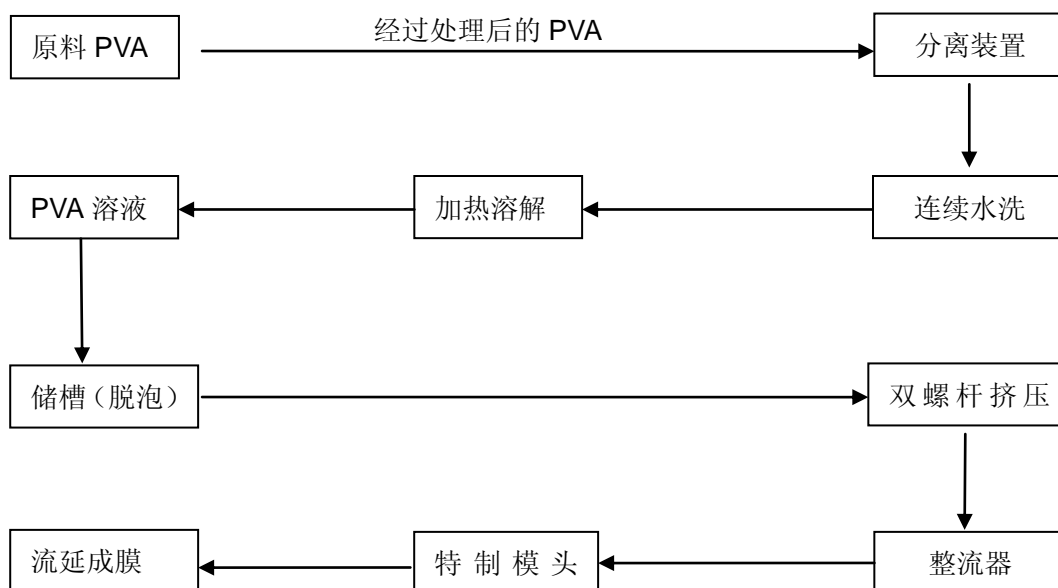 原料 PVA
经过处理后的 PVA
分离装置
PVA 溶液
加热溶解
连续水洗
储槽（脱泡）
双螺杆挤压
流延成膜
特制模头
整流器